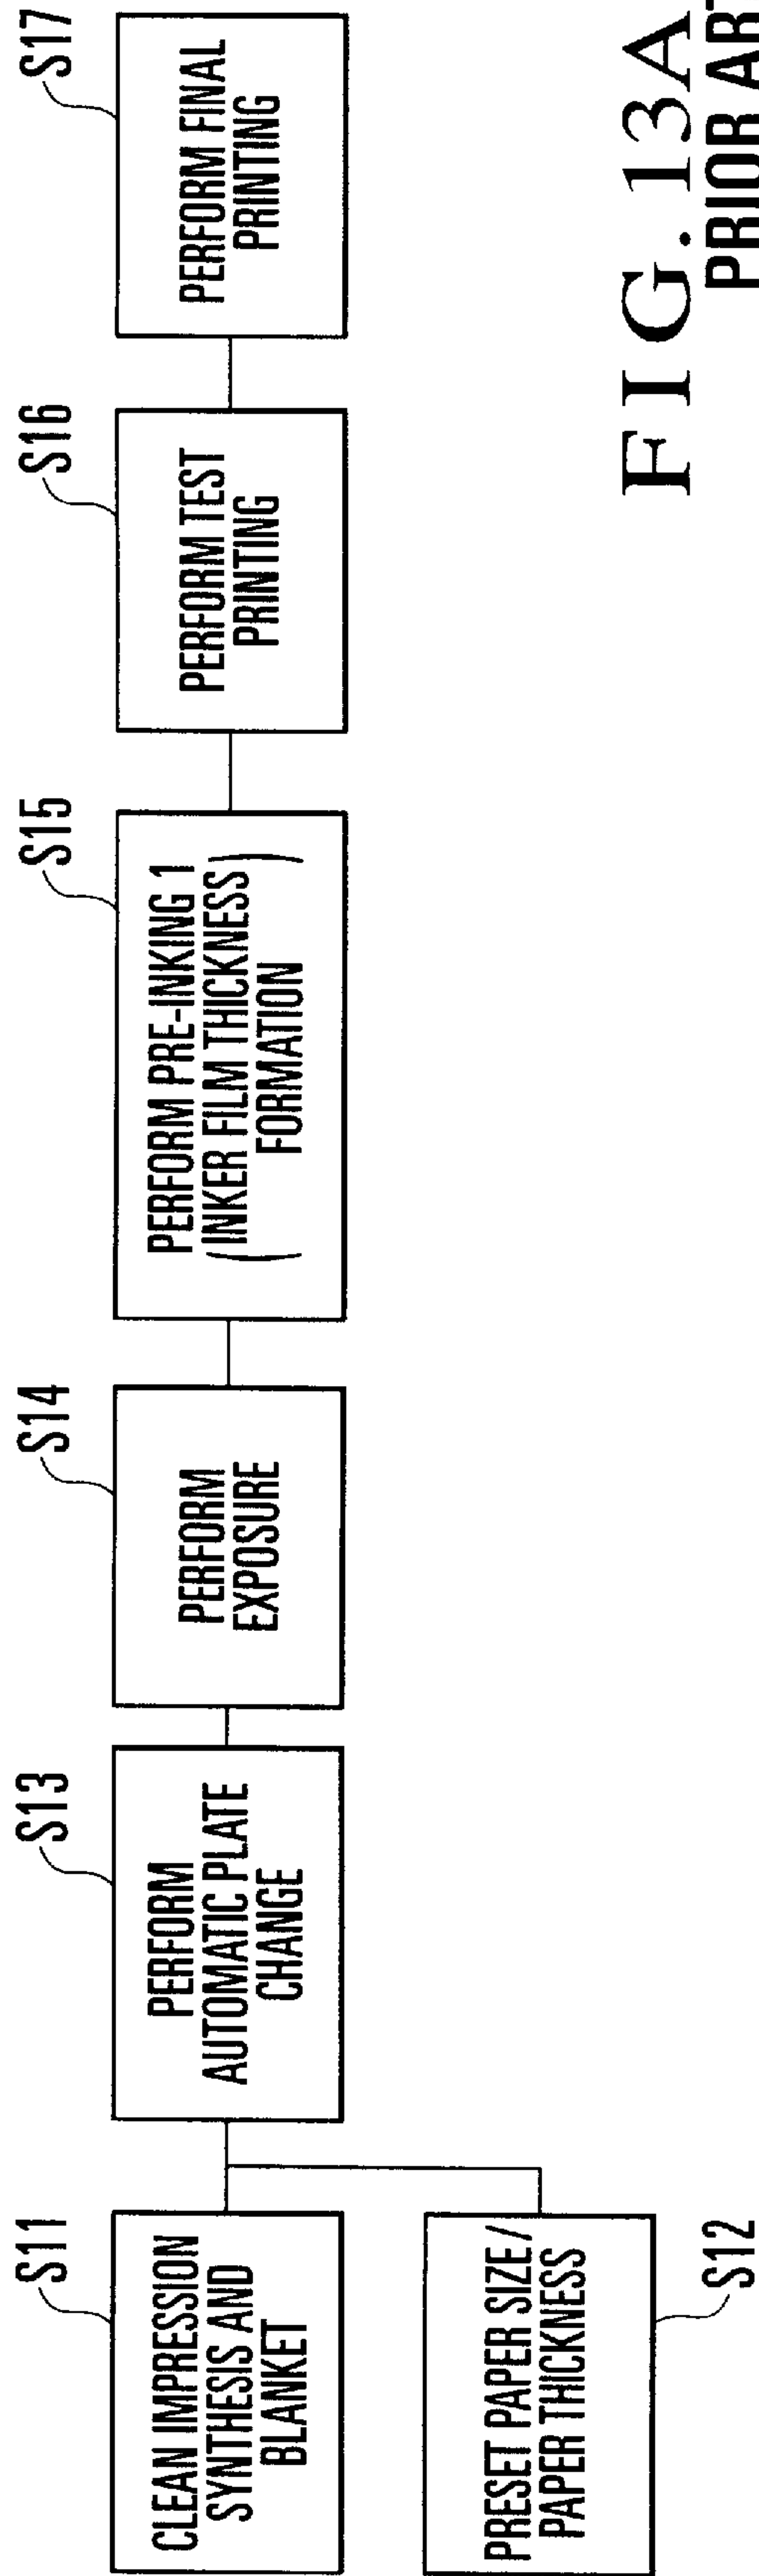 S11
CLEAN IMPRESSION
SYNTHESIS AND
BLANKET
PRESET PAPER SIZE/
PAPER THICKNESS
S12
S13
PERFORM
AUTOMATIC PLATE
CHANGE
S14
PERFORM
EXPOSURE
S15
PERFORM PRE-INKING 1
(INKER FILM THICKNESS)
FORMATION
S16
PERFORM TEST
PRINTING
S17
PERFORM FINAL
PRINTING
FIG.13A
PRIOR ART